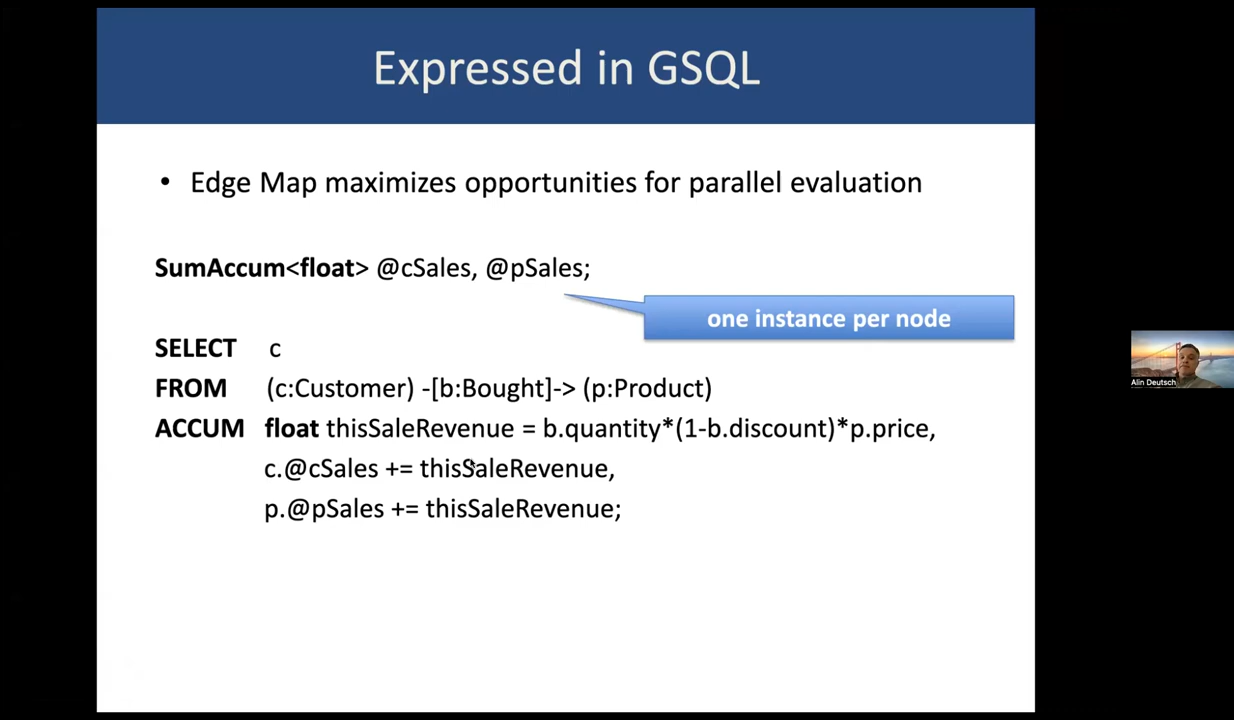 Expressed in GSQL
• Edge Map maximizes opportunities for parallel evaluation
SumAccum<float> @cSales, @pSales;
one instance per node
SELECT c
FROM (c:Customer) -[b:Bought]-> (p:Product)
ACCUM float thisSaleRevenue = b.quantity*(1-b.discount)*p.price,
c.@cSales += thisSaleRevenue,
p.@pSales += thisSaleRevenue;
Alin Deutsch